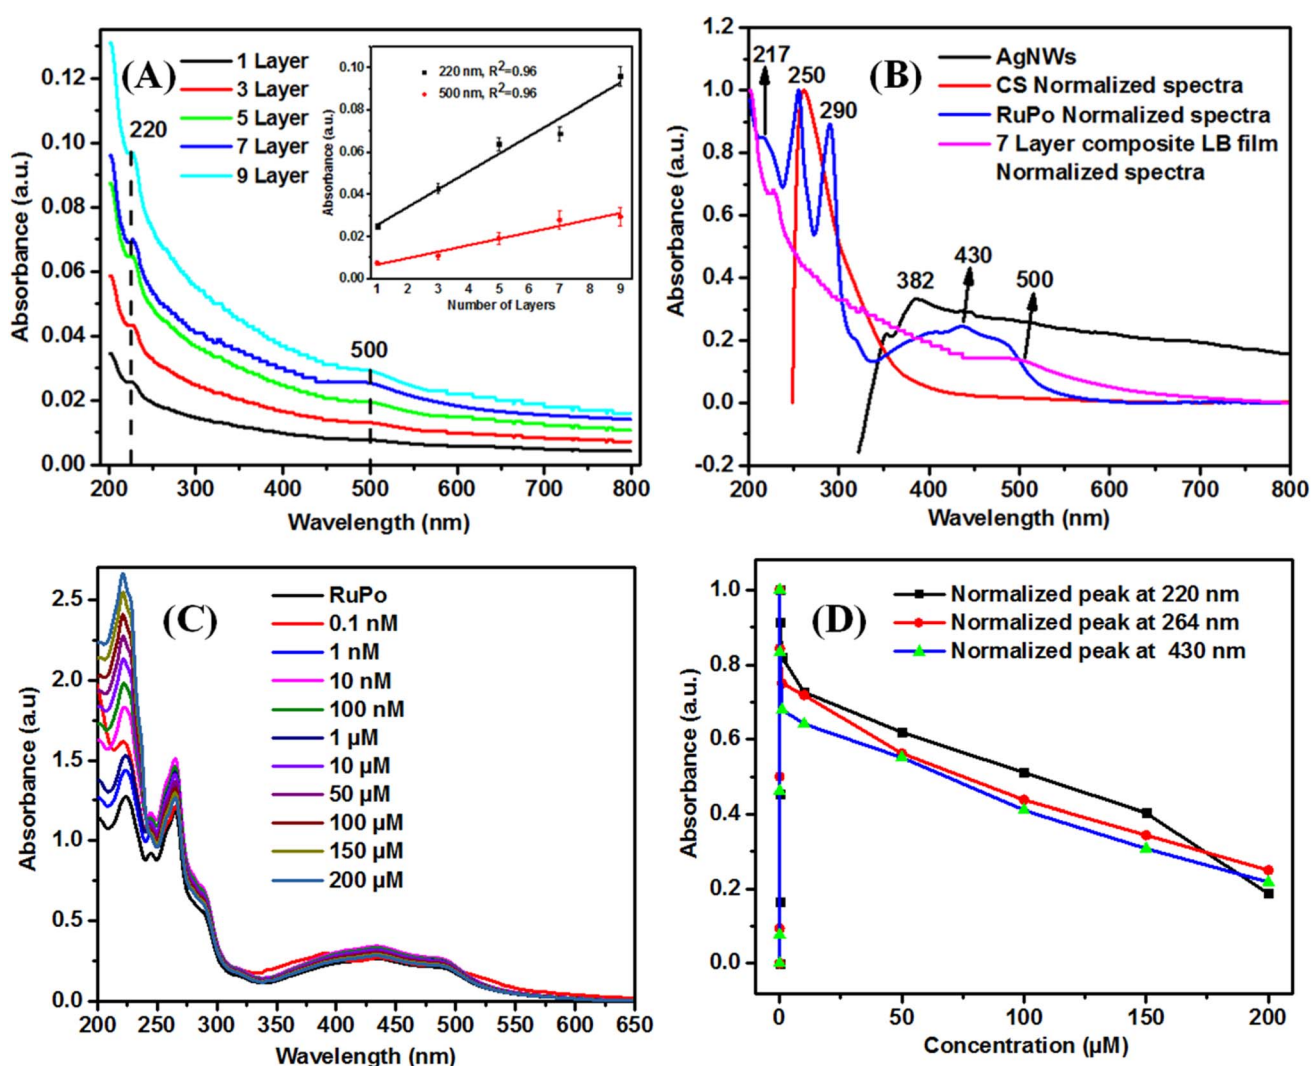 (A)
1 Layer
3 Layer
5 Layer
7 Layer
9 Layer
220
500
0.12
0.10
0.08
0.06
0.04
0.02
0.00
200 300 400 500 600 700 800
Absorbance (a.u.)
Wavelength (nm)
220 nm, R²=0.96
500 nm, R²=0.96
0.10
0.08
0.06
0.04
0.02
0.00
1 2 3 4 5 6 7 8 9
Absorbance (a.u.)
Number of Layers
(B)
AgNWs
CS Normalized spectra
RuPo Normalized spectra
7 Layer composite LB film
Normalized spectra
217
250
290
382
430
500
1.2
1.0
0.8
0.6
0.4
0.2
0.0
-0.2
200 300 400 500 600 700 800
Absorbance (a.u.)
Wavelength (nm)
(C)
RuPo
0.1 nM
1 nM
10 nM
100 nM
1 µM
10 µM
50 µM
100 µM
150 µM
200 µM
2.5
2.0
1.5
1.0
0.5
0.0
200 250 300 350 400 450 500 550 600 650
Absorbance (a.u)
Wavelength (nm)
(D)
Normalized peak at 220 nm
Normalized peak at 264 nm
Normalized peak at 430 nm
1.0
0.8
0.6
0.4
0.2
0.0
0 50 100 150 200
Absorbance (a.u.)
Concentration (µM)